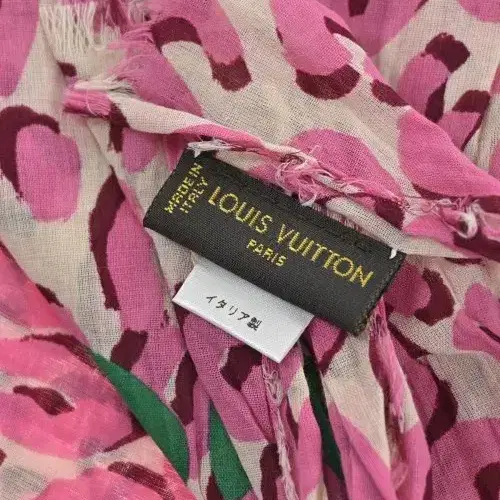 MADE IN
ITALY
LOUIS VUITTON
PARIS
イタリア製